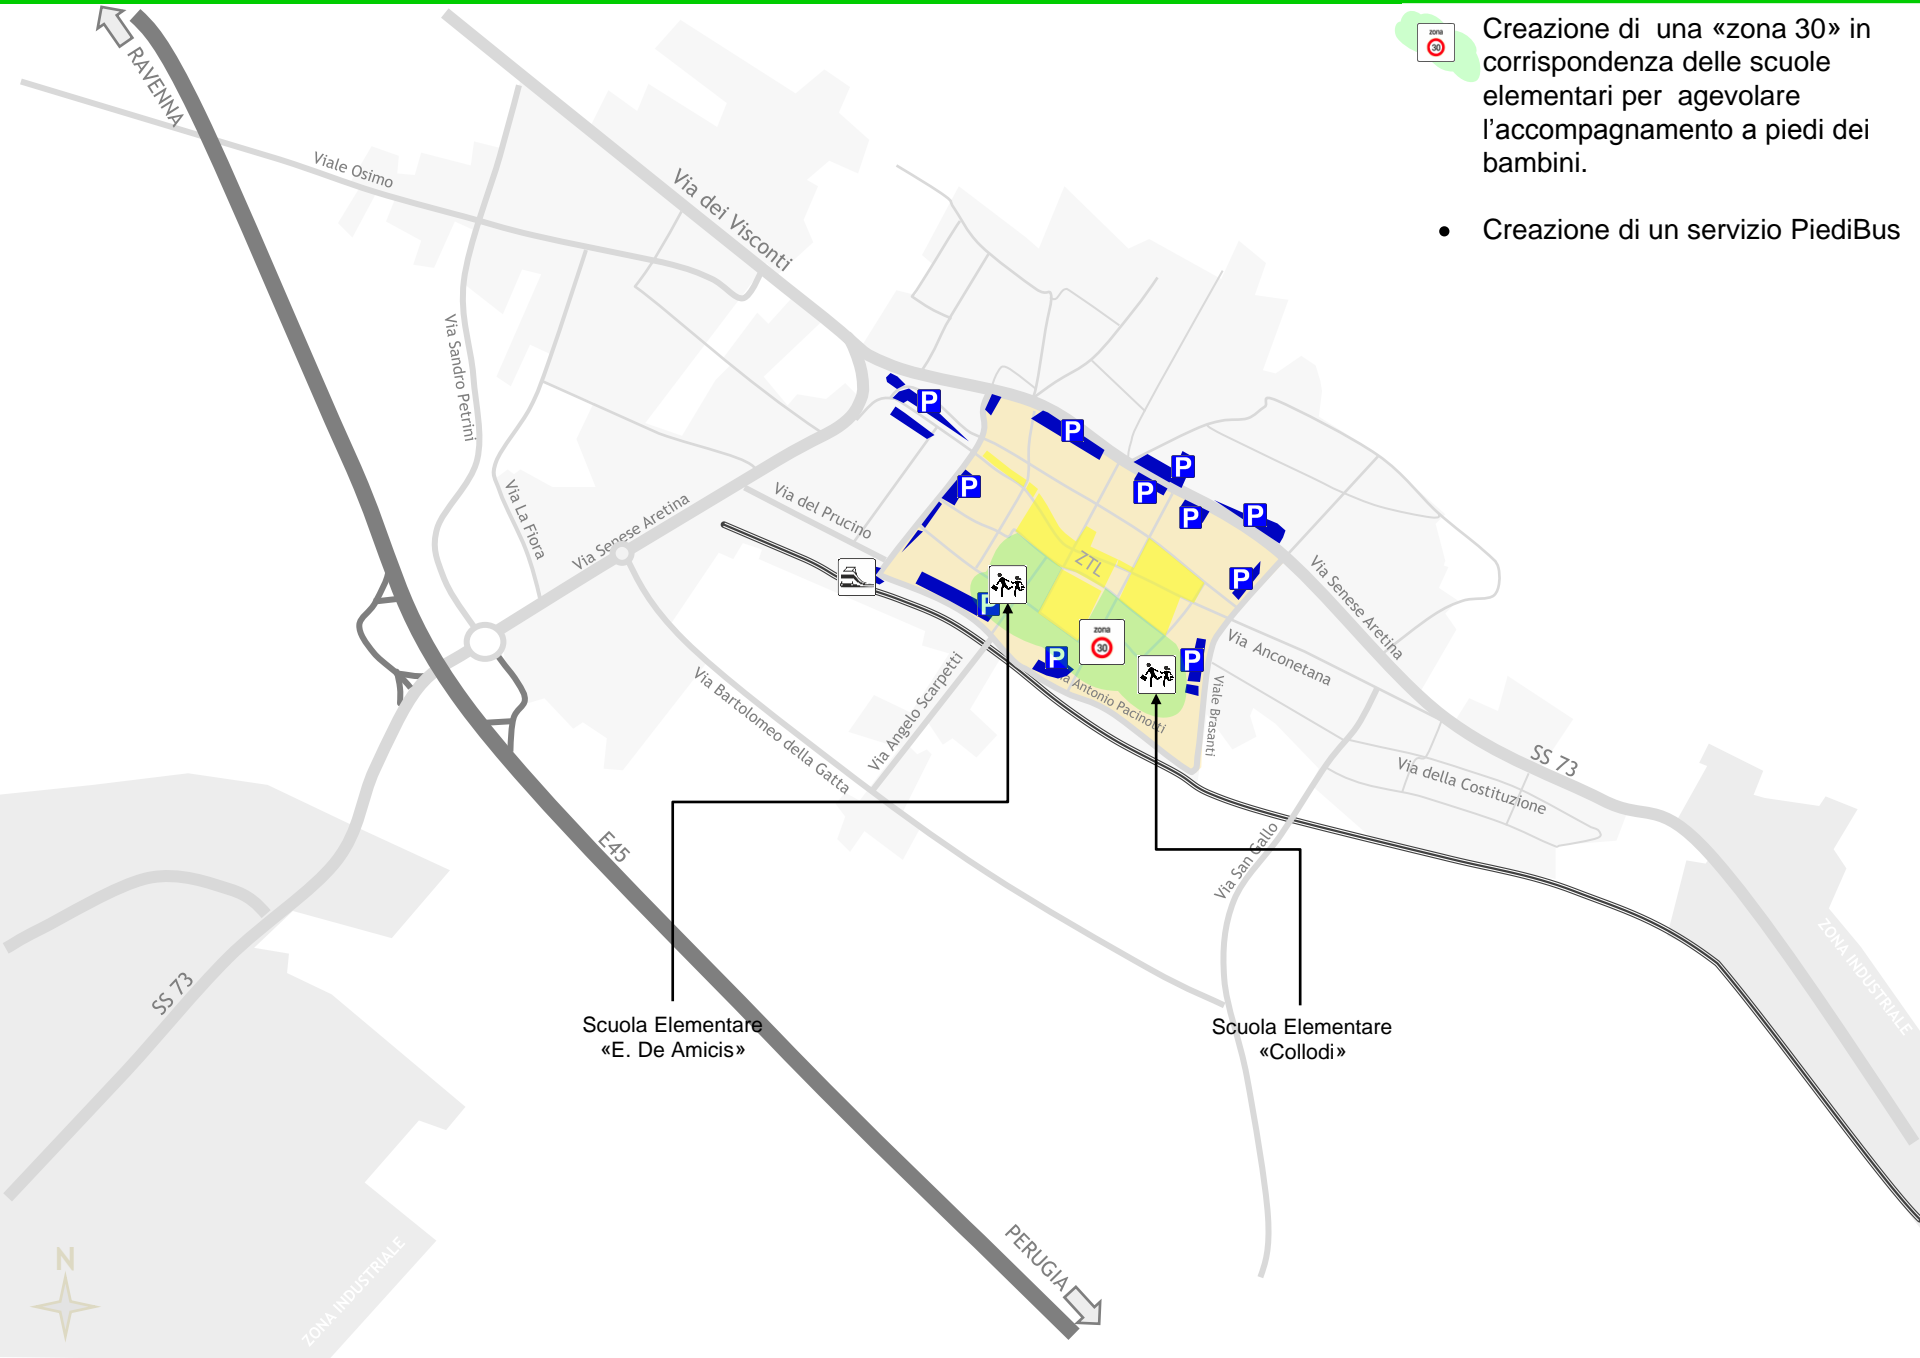 zona
30
Creazione di una «zona 30» in
corrispondenza delle scuole
elementari per agevolare
l'accompagnamento a piedi dei
bambini.
• Creazione di un servizio PiediBus
RAVENNA
Viale Osimo
Via dei Visconti
Via Sandro Petrini
Via La Fiora
Via Senese Aretina
Via del Prucino
P
P
P
P
P
P
P
P
P
P
P
ZTL
zona
30
Via Senese Aretina
Via Anconetana
Viale Brasanti
Antonio Pacinotti
Via Angelo Scarpetti
Via Bartolomeo della Gatta
SS 73
Via della Costituzione
Via San Gallo
E45
SS 73
ZONA INDUSTRIALE
Scuola Elementare
«E. De Amicis»
Scuola Elementare
«Collodi»
PERUGIA
ZONA INDUSTRIALE
N